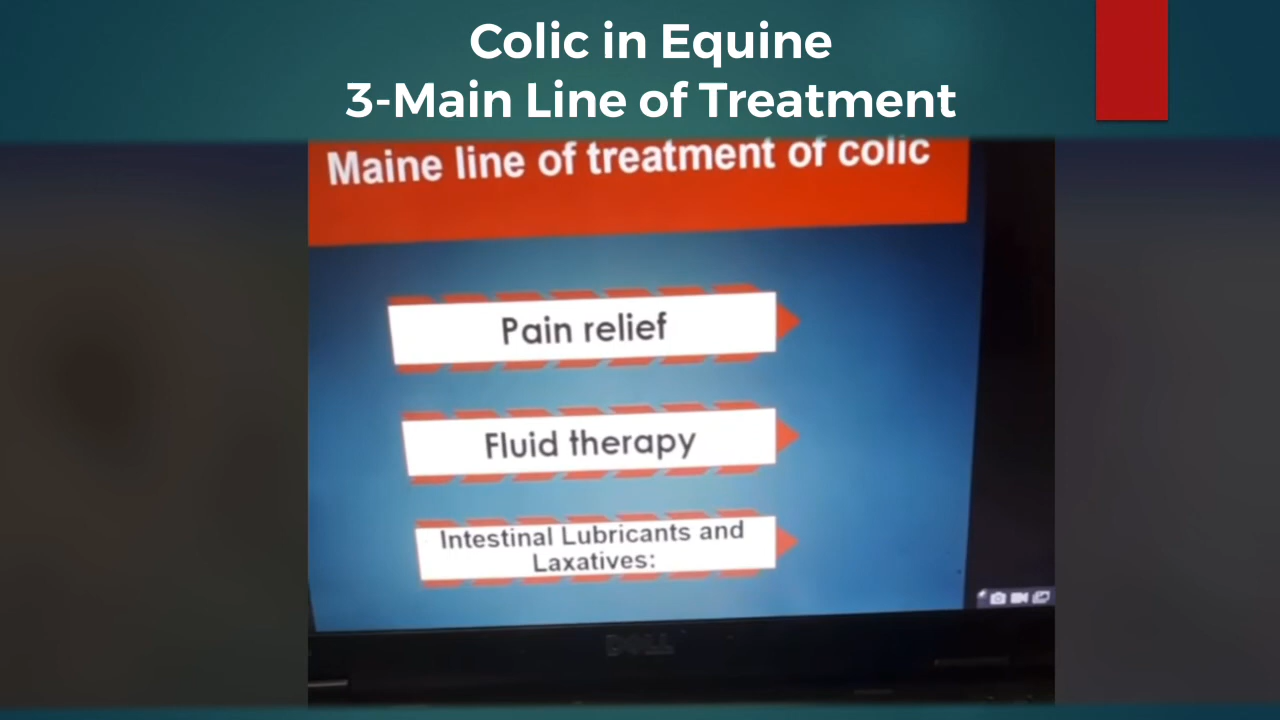 Colic in Equine
3-Main Line of Treatment
Maine line of treatment of colic
Pain relief
Fluid therapy
Intestinal Lubricants and
Laxatives:
DELL